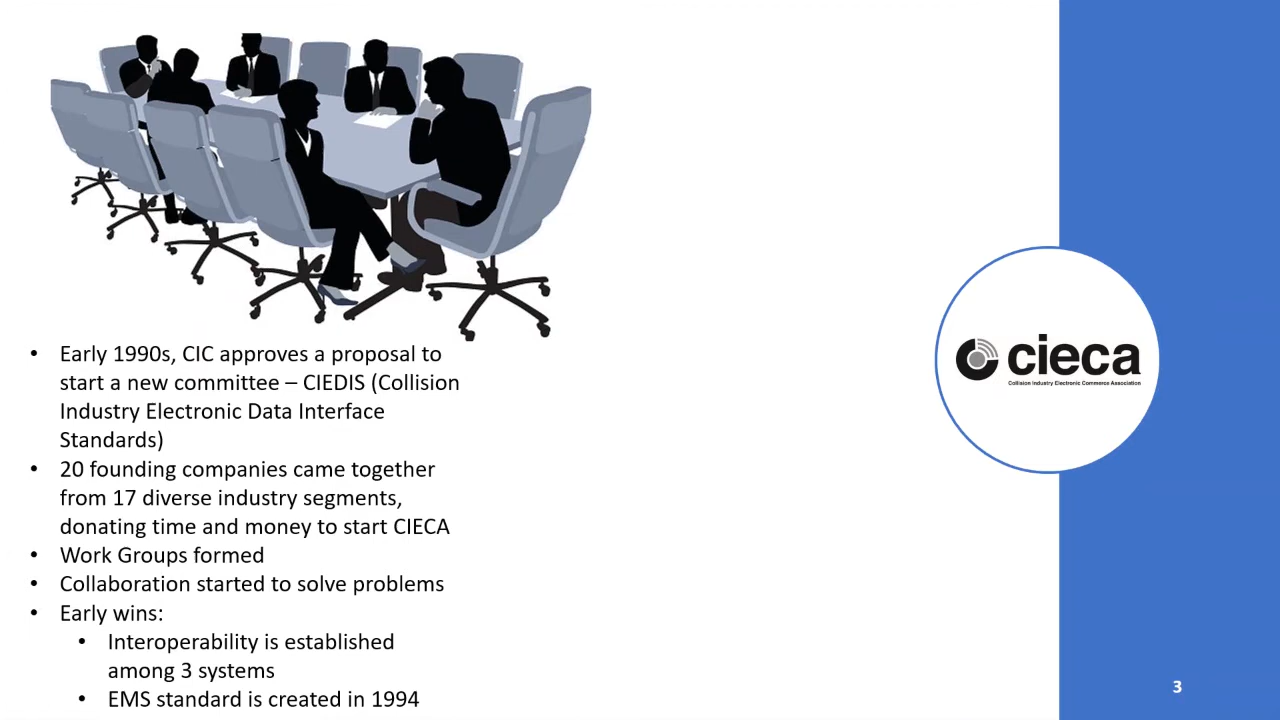 • Early 1990s, CIC approves a proposal to
start a new committee – CIEDIS (Collision
Industry Electronic Data Interface
Standards)
• 20 founding companies came together
from 17 diverse industry segments,
donating time and money to start CIECA
• Work Groups formed
• Collaboration started to solve problems
• Early wins:
• Interoperability is established
among 3 systems
• EMS standard is created in 1994
cieca
Collision Industry Electronic Commerce Association
3